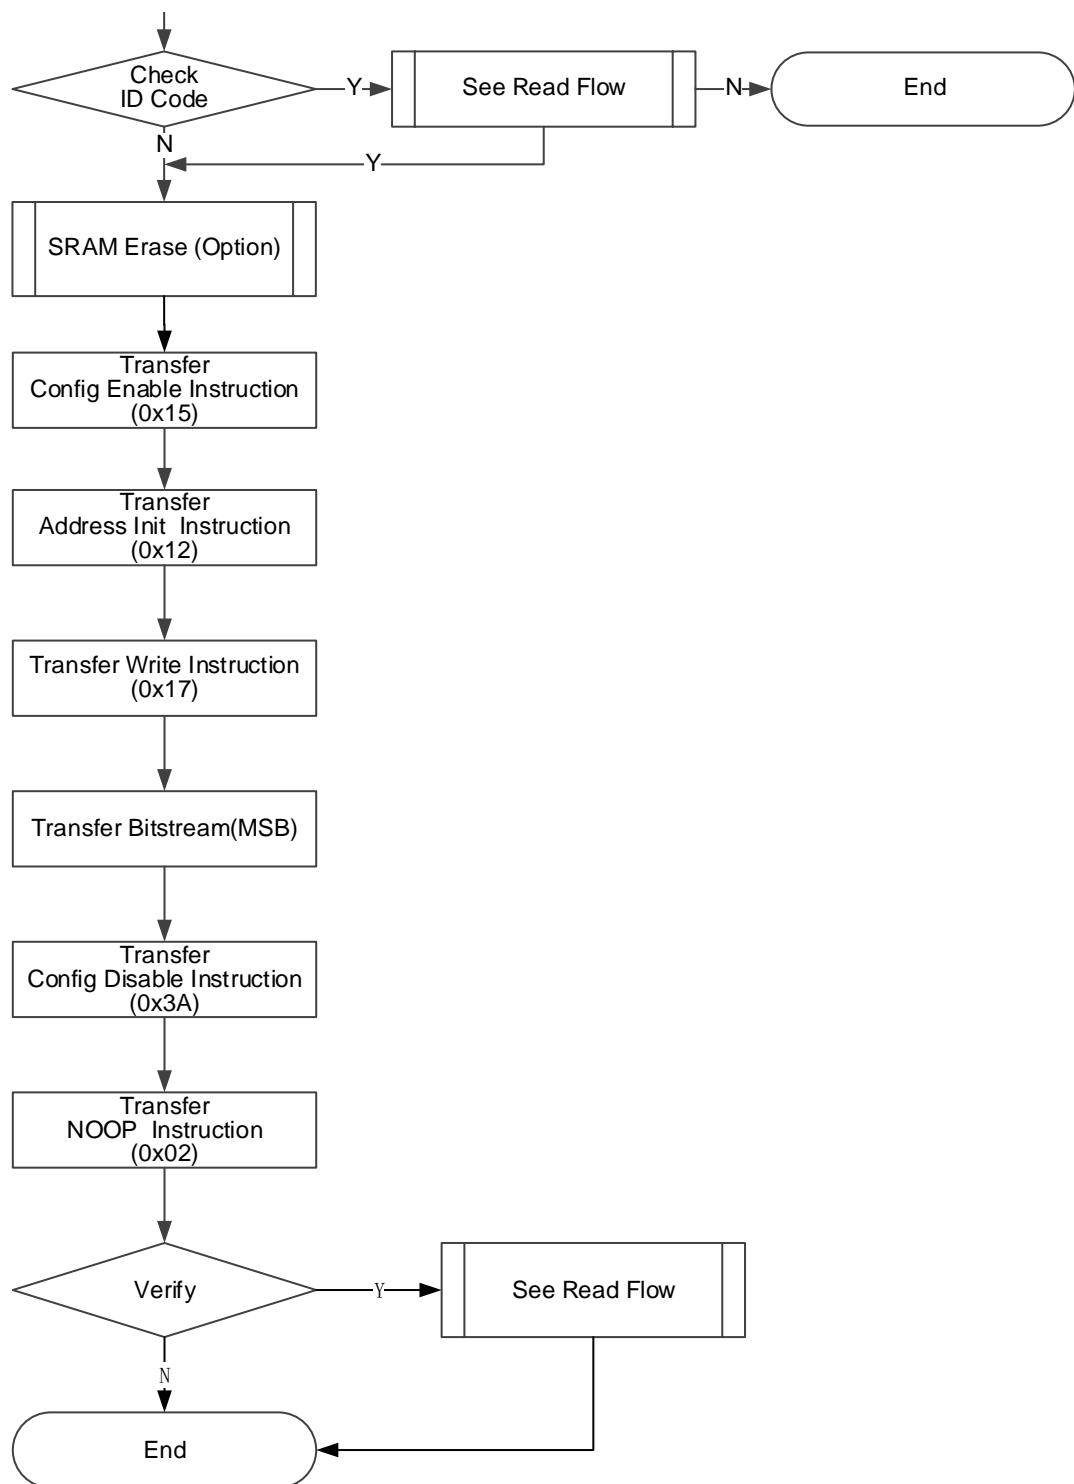 Check
ID Code
Y
See Read Flow
N
End
N
Y
SRAM Erase (Option)
Transfer
Config Enable Instruction
(0x15)
Transfer
Address Init  Instruction
(0x12)
Transfer Write Instruction
(0x17)
Transfer Bitstream(MSB)
Transfer
Config Disable Instruction
(0x3A)
Transfer
NOOP  Instruction
(0x02)
Verify
Y
See Read Flow
N
End